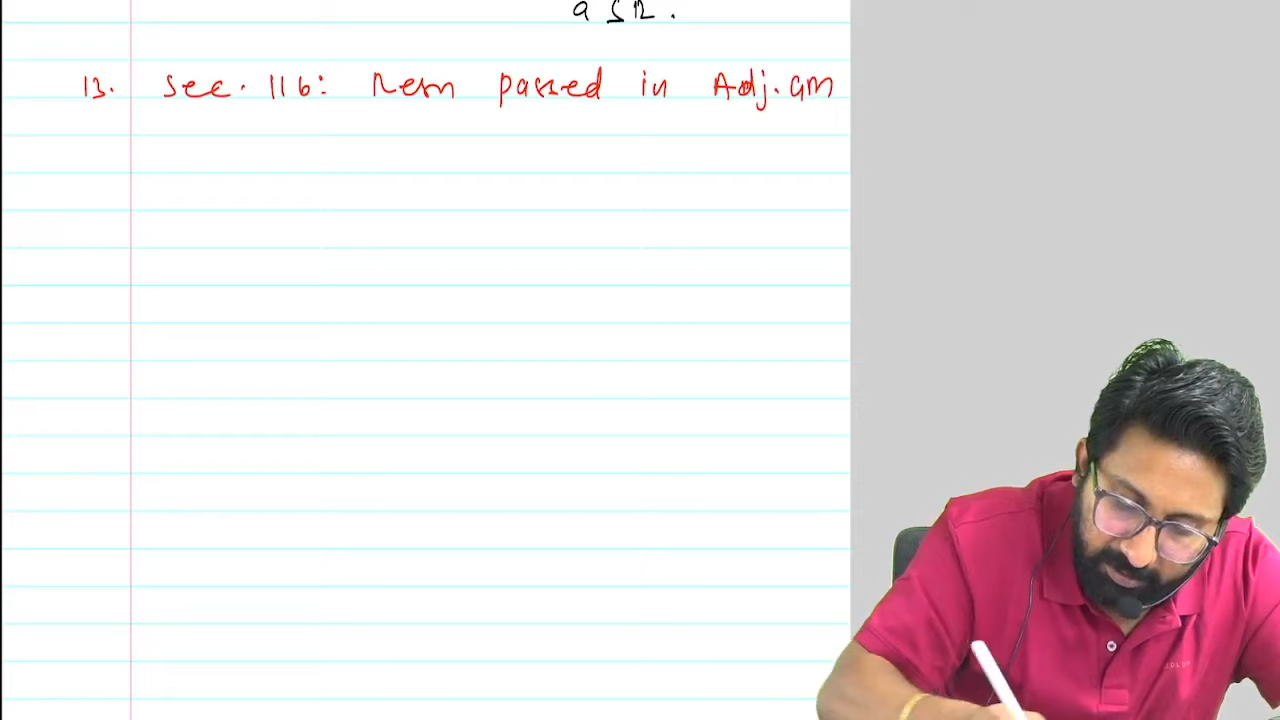 a SR.
13. Sec. 116: Resn passed in Adj. GM